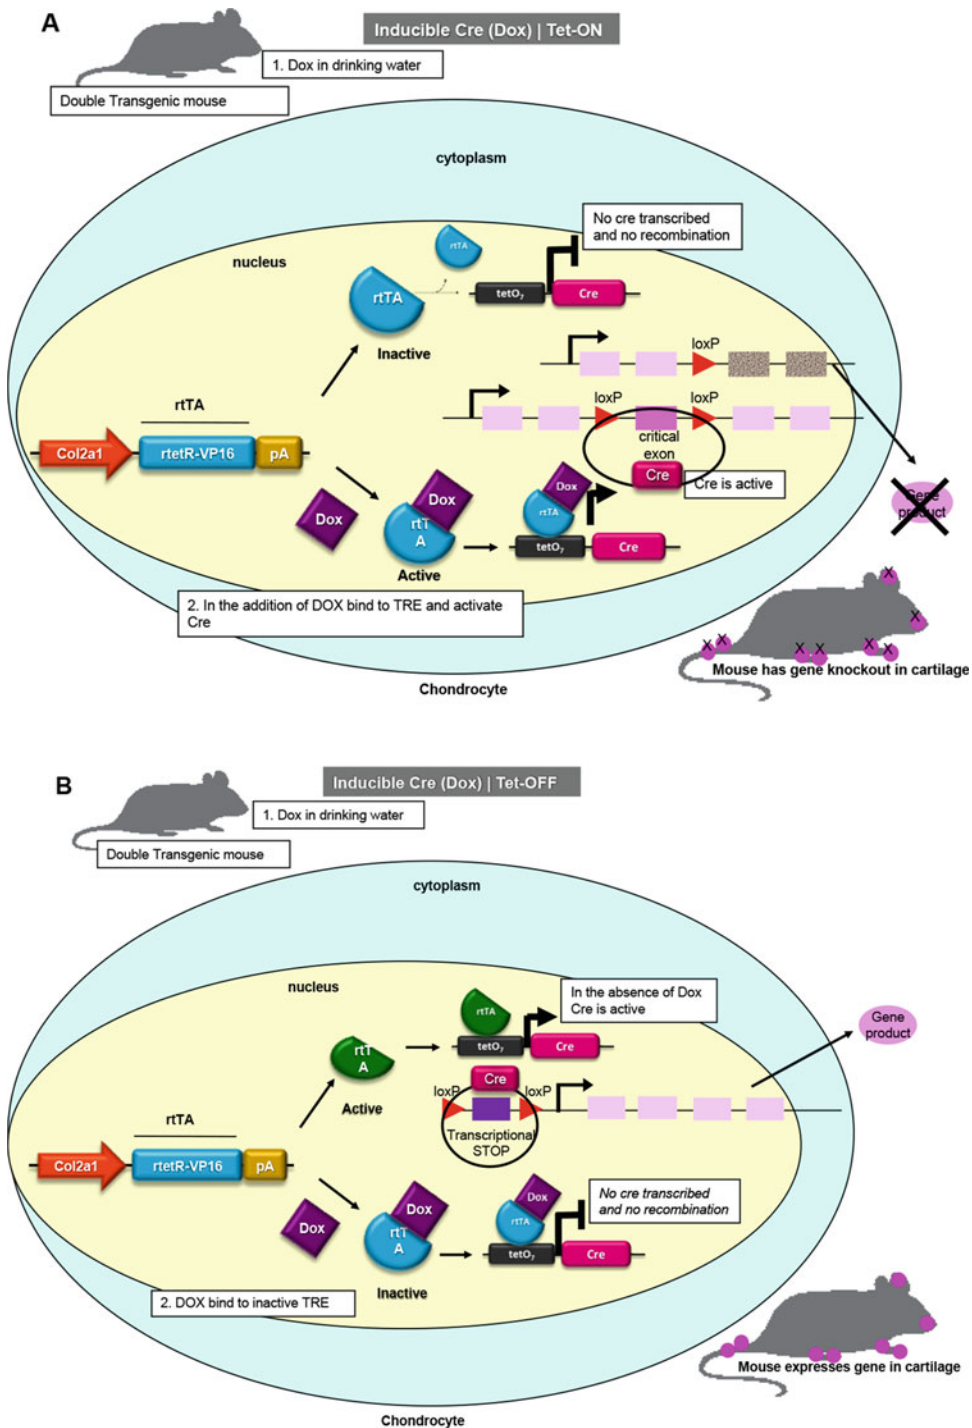 A
Inducible Cre (Dox) | Tet-ON
1. Dox in drinking water
Double Transgenic mouse
cytoplasm
No cre transcribed
and no recombination
nucleus
rtTA
rtTA
tetO7
Cre
Inactive
loxP
rtTA
loxP
loxP
Col2a1
rtetR-VP16
pA
critical
exon
Cre
Cre is active
Dox
Dox
rtT
A
Dox
rtTA
tetO7
Cre
Active
Gene
product
2. In the addition of DOX bind to TRE and activate
Cre
X
X
X
X
X
X
X
X
Mouse has gene knockout in cartilage
Chondrocyte
B
Inducible Cre (Dox) | Tet-OFF
1. Dox in drinking water
Double Transgenic mouse
cytoplasm
nucleus
In the absence of Dox
Cre is active
rtTA
tetO7
Cre
rtT
A
Active
Gene
product
loxP
Cre
loxP
Transcriptional
STOP
rtTA
Col2a1
rtetR-VP16
pA
Dox
Dox
rtT
A
Inactive
Dox
rtTA
tetO7
Cre
No cre transcribed
and no recombination
2. DOX bind to inactive TRE
Mouse expresses gene in cartilage
Chondrocyte